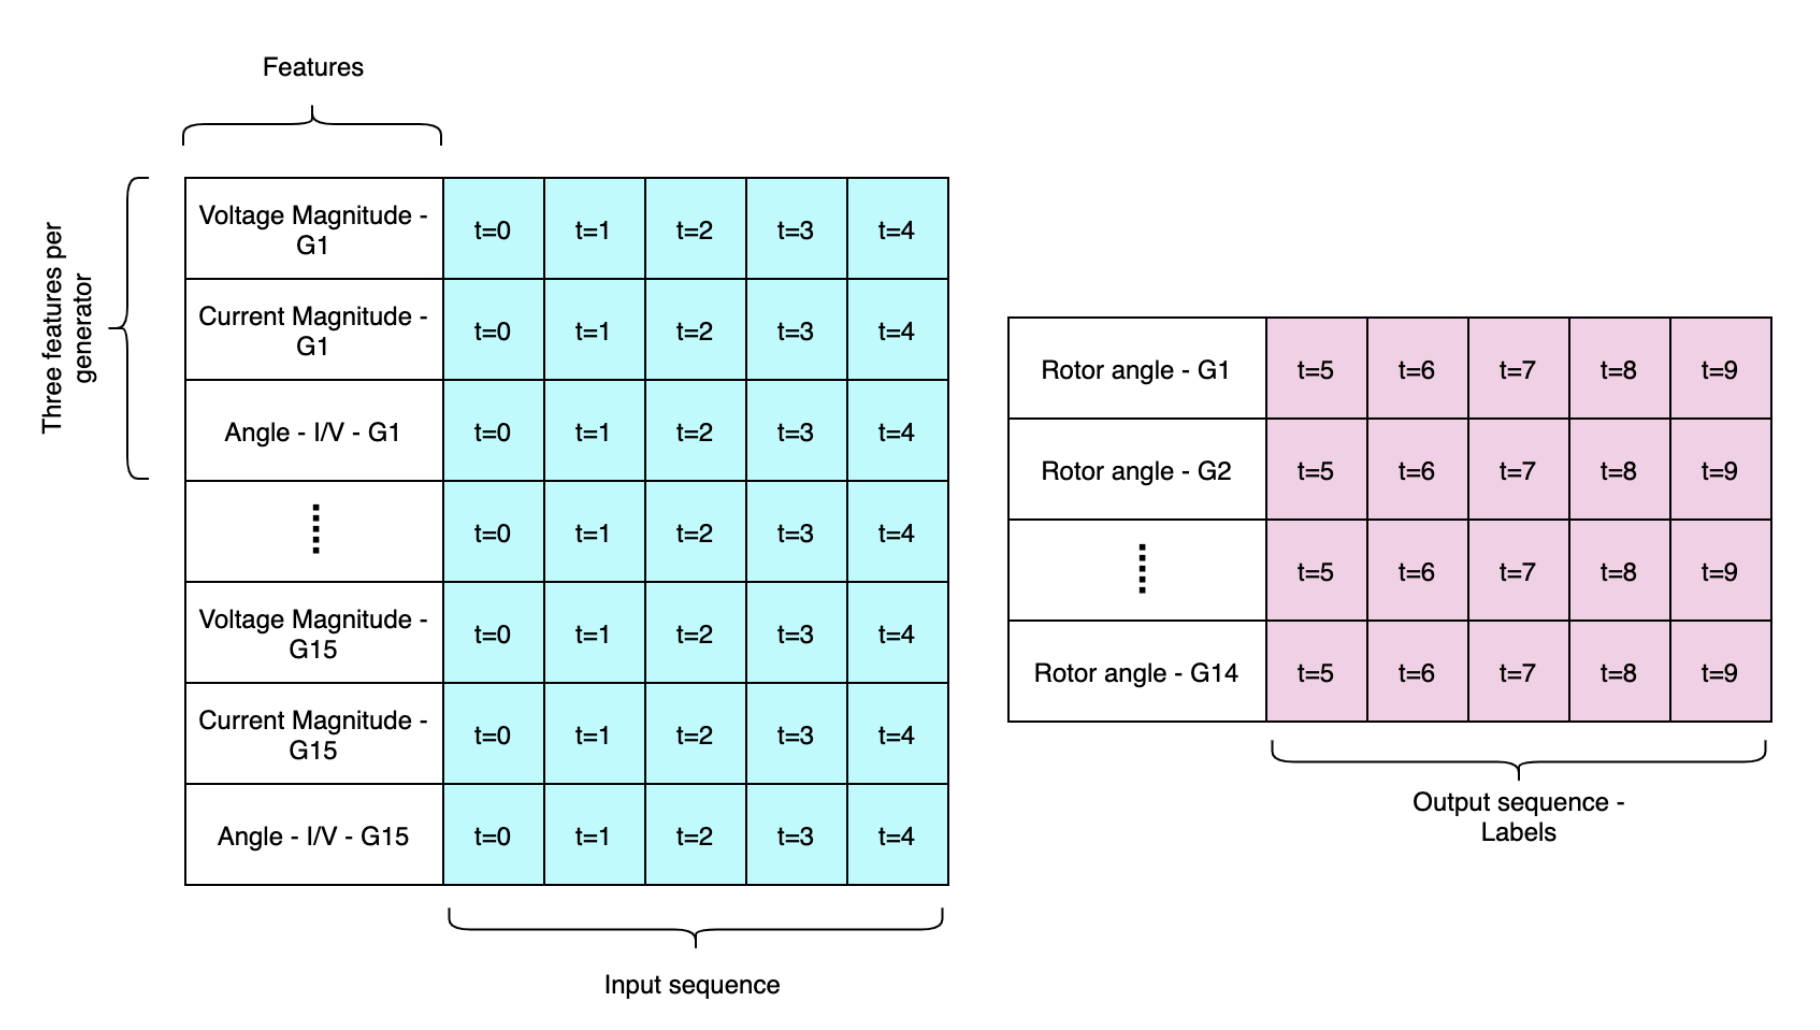 Features
Three features per
generator
Voltage Magnitude -
G1
t=0 t=1 t=2 t=3 t=4
Current Magnitude -
G1
t=0 t=1 t=2 t=3 t=4
Angle - I/V - G1
t=0 t=1 t=2 t=3 t=4
t=0 t=1 t=2 t=3 t=4
Voltage Magnitude -
G15
t=0 t=1 t=2 t=3 t=4
Current Magnitude -
G15
t=0 t=1 t=2 t=3 t=4
Angle - I/V - G15
t=0 t=1 t=2 t=3 t=4
Input sequence
Rotor angle - G1 t=5 t=6 t=7 t=8 t=9
Rotor angle - G2 t=5 t=6 t=7 t=8 t=9
t=5 t=6 t=7 t=8 t=9
Rotor angle - G14 t=5 t=6 t=7 t=8 t=9
Output sequence -
Labels